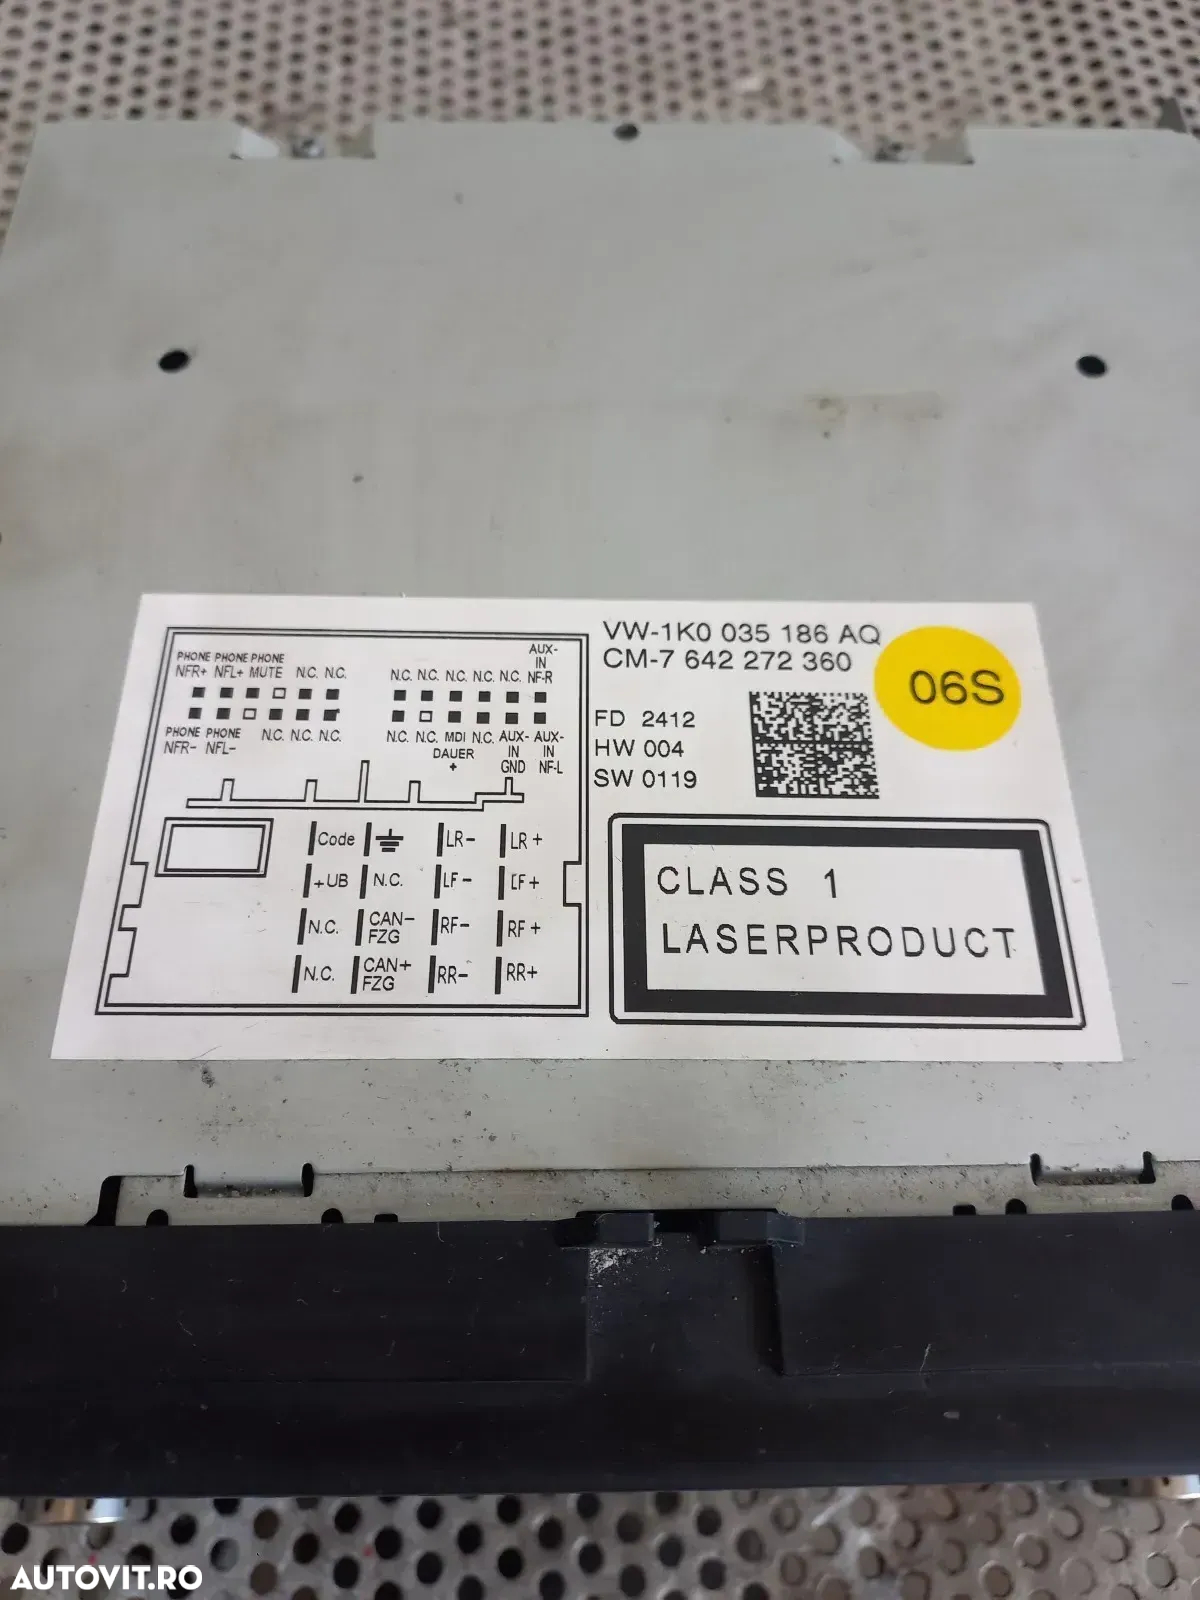 VW-1K0 035 186 AQ
CM-7 642 272 360
06S
FD 2412
HW 004
SW 0119
CLASS 1
LASERPRODUCT
PHONE PHONE PHONE
NFR+ NFL+ MUTE N.C. N.C.
AUX-
IN
N.C. N.C. N.C. N.C. N.C. NF-R
PHONE PHONE
NFR- NFL-
N.C. N.C. N.C.
N.C. N.C. MDI N.C. AUX- AUX-
DAUER IN IN
+ GND NF-L
Code LR- LR+
+UB N.C. LF- LF+
N.C. CAN- FZG RF- RF+
N.C. CAN+ FZG RR- RR+
AUTOVIT.RO